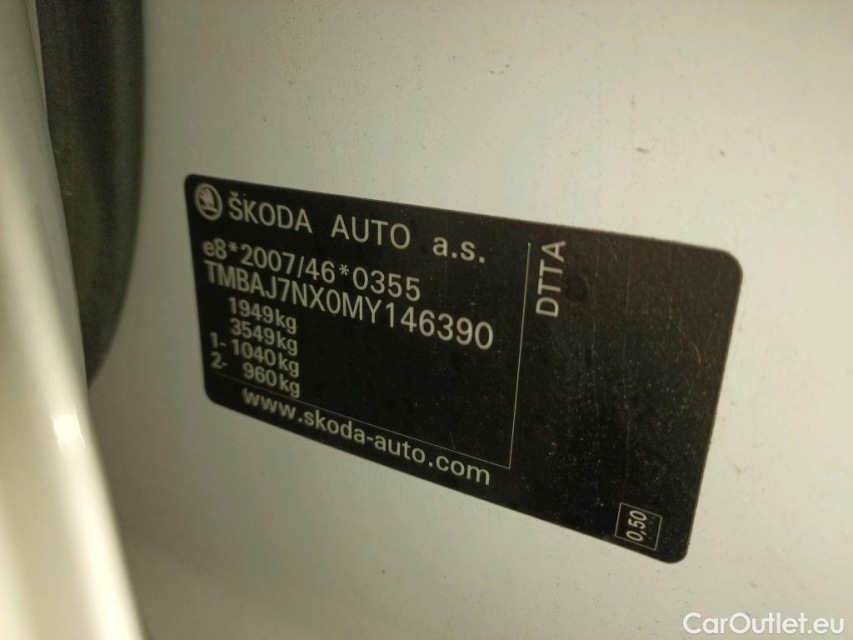 ŠKODA AUTO a.s.
e8*2007/46*0355
TMBAJ7NX0MY146390
1949kg
3549kg
1- 1040kg
2- 960kg
www.skoda-auto.com
DTTA
0,50
CarOutlet.eu